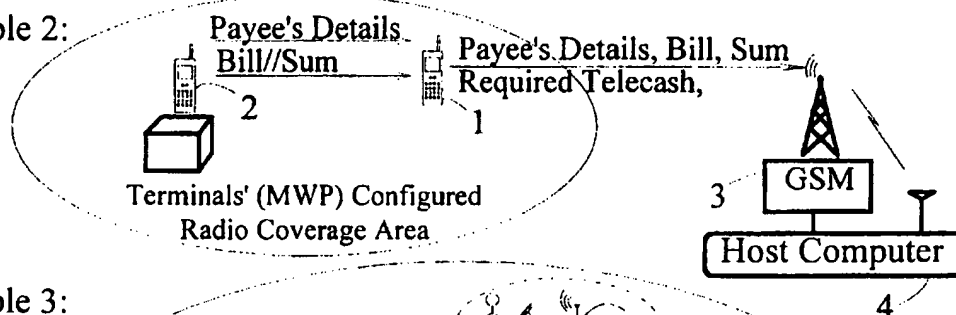 ple 2:
Payee's Details
Bill//Sum
Payee's Details, Bill, Sum
Required Telecash,
2
1
Terminals' (MWP) Configured
Radio Coverage Area
3
GSM
Host Computer
4
ple 3: